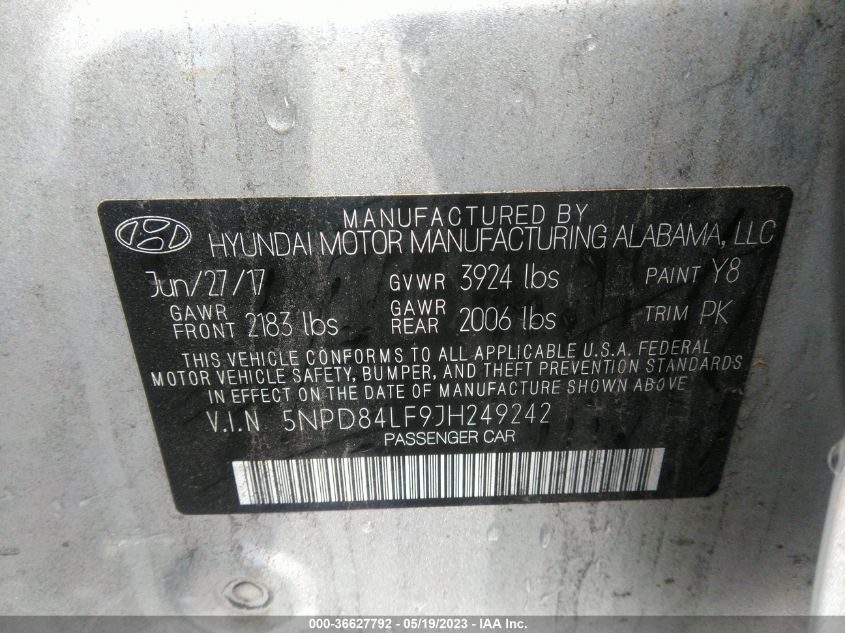 MANUFACTURED BY
HYUNDAI MOTOR MANUFACTURING ALABAMA, LLC
Jun/27/17 GVWR 3924 lbs PAINT Y8
GAWR FRONT 2183 lbs GAWR REAR 2006 lbs TRIM PK
THIS VEHICLE CONFORMS TO ALL APPLICABLE U.S.A. FEDERAL
MOTOR VEHICLE SAFETY, BUMPER, AND THEFT PREVENTION STANDARDS
IN EFFECT ON THE DATE OF MANUFACTURE SHOWN ABOVE.
V.I.N 5NPD84LF9JH249242
PASSENGER CAR
000-36627792 - 05/19/2023 - IAA Inc.